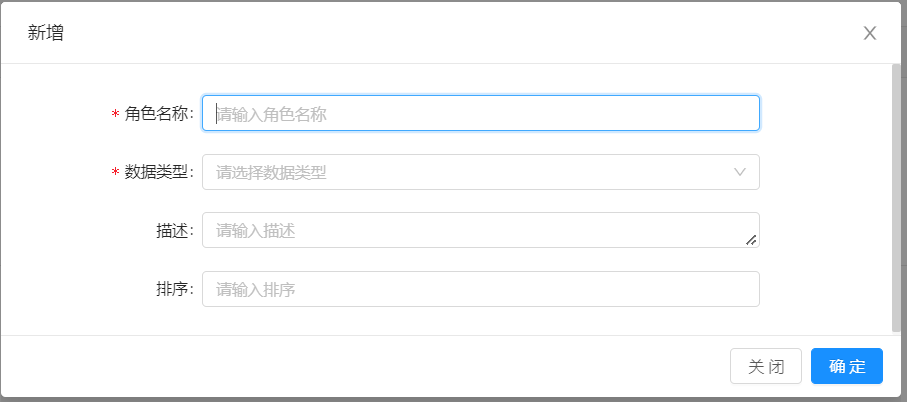 新增
* 角色名称: 请输入角色名称
* 数据类型: 请选择数据类型
描述: 请输入描述
排序: 请输入排序
关 闭 确 定